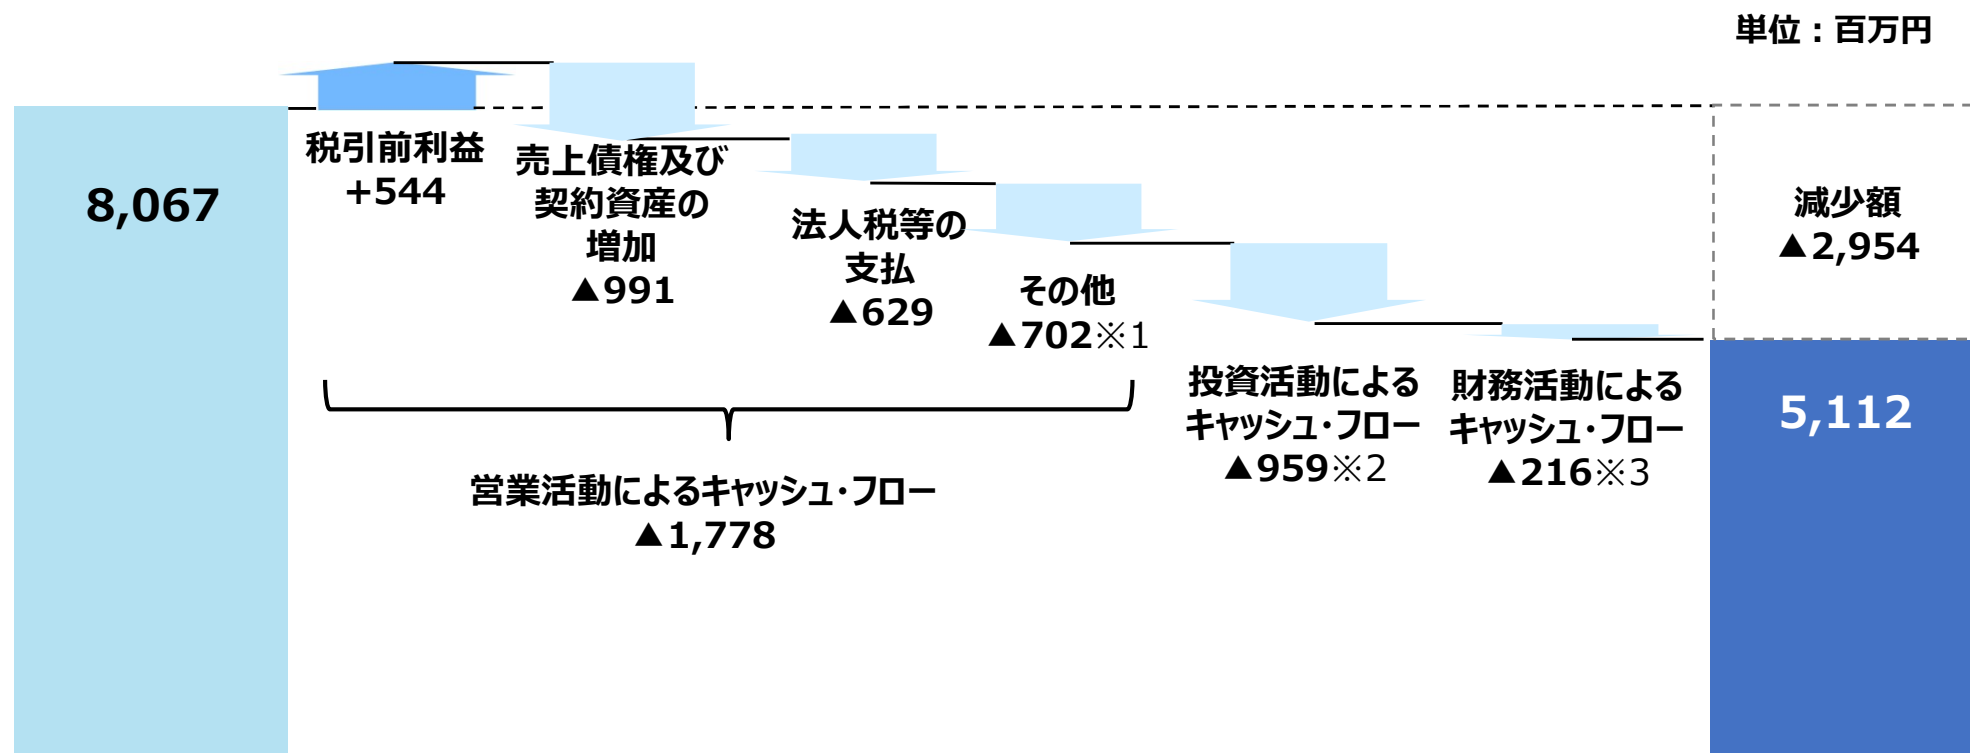 単位：百万円
8,067
税引前利益
+544
売上債権及び
契約資産の
増加
▲991
法人税等の
支払
▲629
その他
▲702※1
投資活動による
キャッシュ・フロー
▲959※2
財務活動による
キャッシュ・フロー
▲216※3
減少額
▲2,954
5,112
営業活動によるキャッシュ・フロー
▲1,778